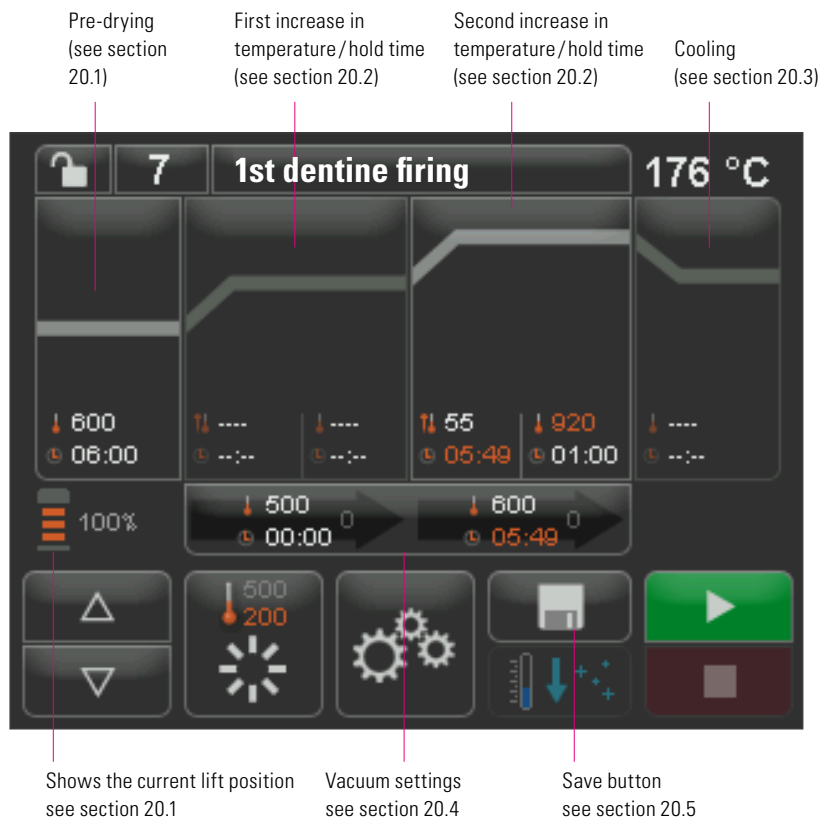 Pre-drying
(see section
20.1)
First increase in
temperature/hold time
(see section 20.2)
Second increase in
temperature/hold time
(see section 20.2)
Cooling
(see section 20.3)
7
1st dentine firing
176 °C
600
06:00
----
--:--
----
--:--
55
05:49
920
01:00
----
--:--
100%
500
00:00
0
600
05:49
0
500
200
Shows the current lift position
see section 20.1
Vacuum settings
see section 20.4
Save button
see section 20.5